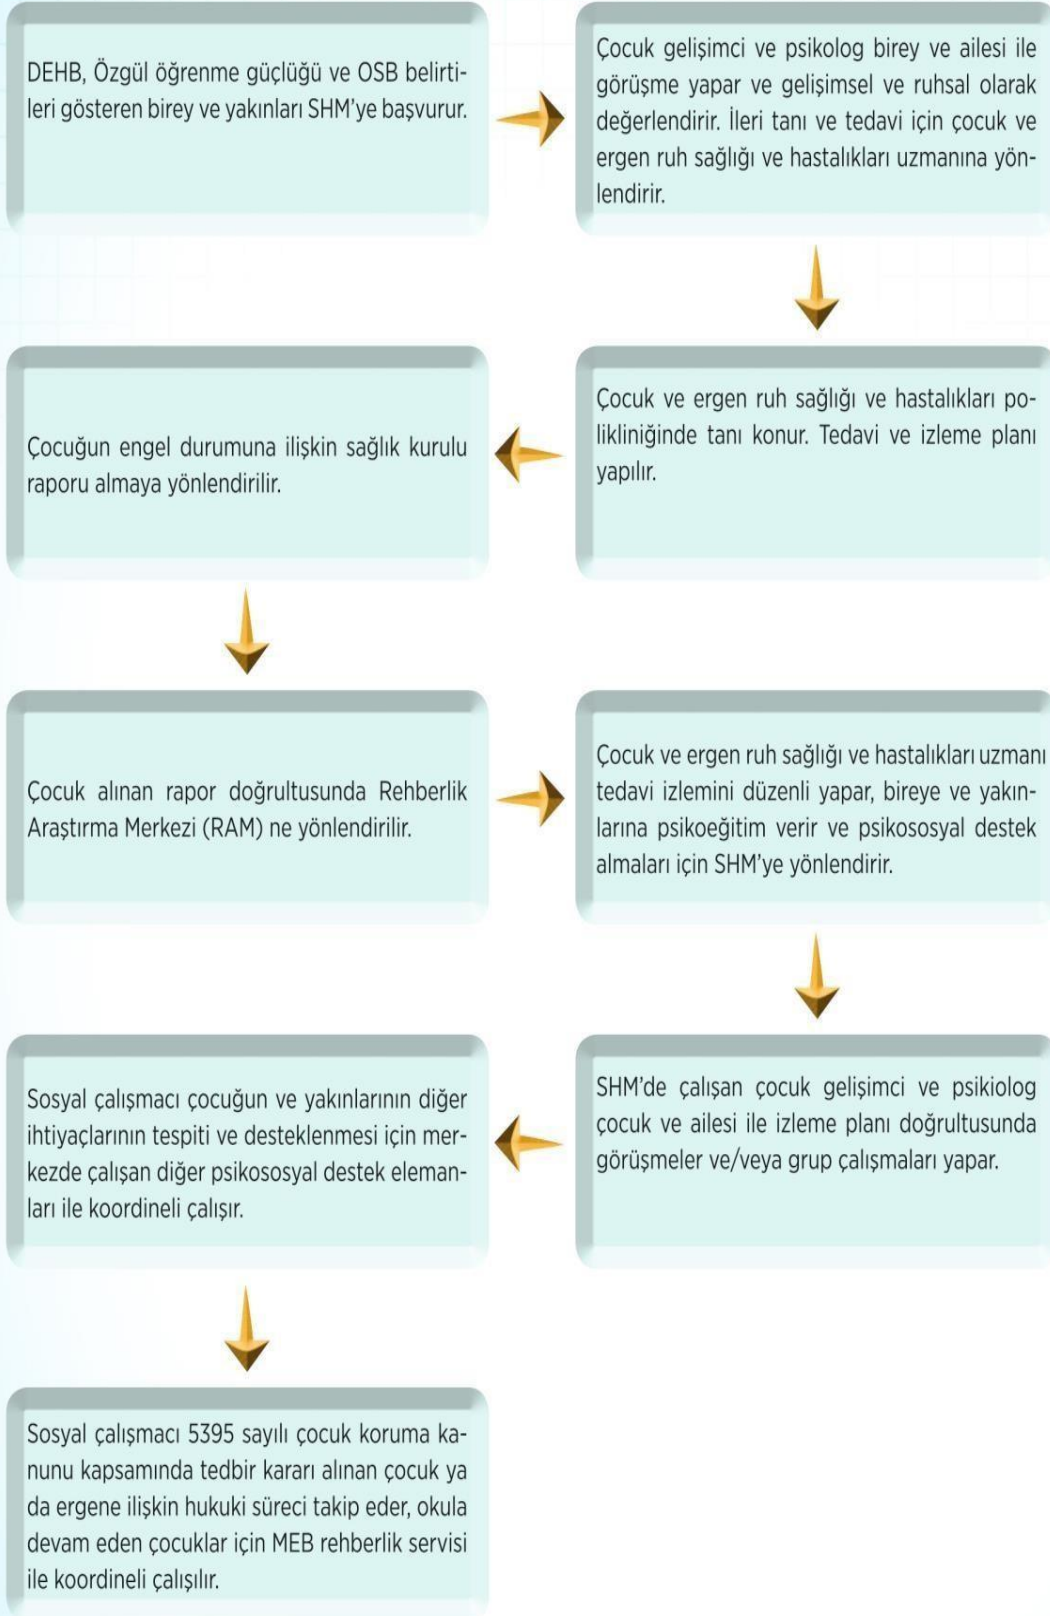 DEHB, Özgül öğrenme güçlüğü ve OSB belirti-
leri gösteren birey ve yakınları SHM'ye başvurur.
Çocuk gelişimci ve psikolog birey ve ailesi ile
görüşme yapar ve gelişimsel ve ruhsal olarak
değerlendirir. İleri tanı ve tedavi için çocuk ve
ergen ruh sağlığı ve hastalıkları uzmanına yön-
lendirir.
Çocuk ve ergen ruh sağlığı ve hastalıkları po-
likliniğinde tanı konur. Tedavi ve izleme planı
yapılır.
Çocuğun engel durumuna ilişkin sağlık kurulu
raporu almaya yönlendirilir.
Çocuk alınan rapor doğrultusunda Rehberlik
Araştırma Merkezi (RAM) ne yönlendirilir.
Çocuk ve ergen ruh sağlığı ve hastalıkları uzmanı
tedavi izlemini düzenli yapar, bireye ve yakın-
larına psikoeğitim verir ve psikososyal destek
almaları için SHM'ye yönlendirir.
SHM'de çalışan çocuk gelişimci ve psikiolog
çocuk ve ailesi ile izleme planı doğrultusunda
görüşmeler ve/veya grup çalışmaları yapar.
Sosyal çalışmacı çocuğun ve yakınlarının diğer
ihtiyaçlarının tespiti ve desteklenmesi için mer-
kezde çalışan diğer psikososyal destek eleman-
ları ile koordineli çalışır.
Sosyal çalışmacı 5395 sayılı çocuk koruma ka-
nunu kapsamında tedbir kararı alınan çocuk ya
da ergene ilişkin hukuki süreci takip eder, okula
devam eden çocuklar için MEB rehberlik servisi
ile koordineli çalışılır.